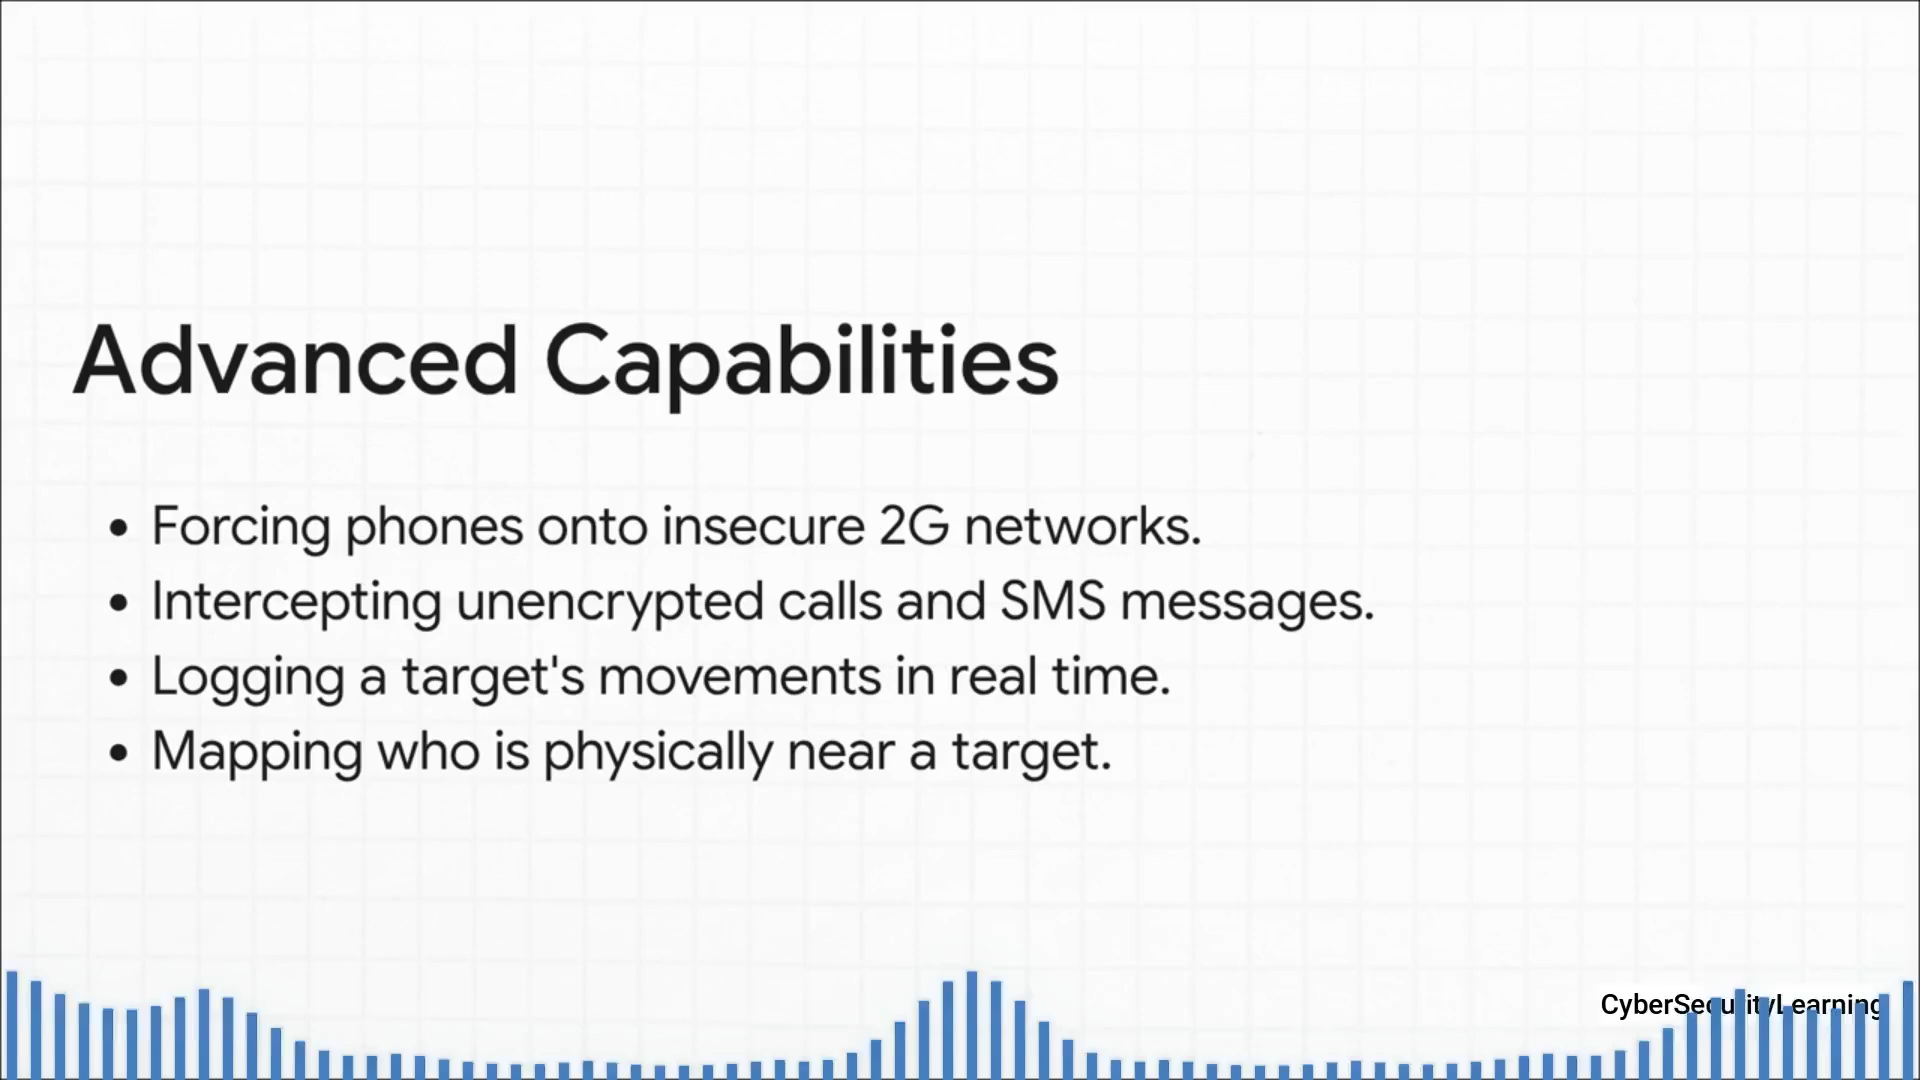 Advanced Capabilities
• Forcing phones onto insecure 2G networks.
• Intercepting unencrypted calls and SMS messages.
• Logging a target's movements in real time.
• Mapping who is physically near a target.
CyberSecurityLearning